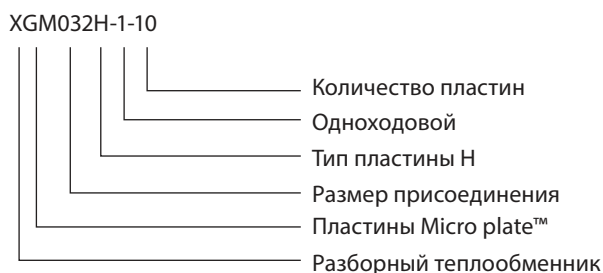 XGM032H-1-10
Количество пластин
Одноходовой
Тип пластины H
Размер присоединения
Пластины Micro plate™
Разборный теплообменник